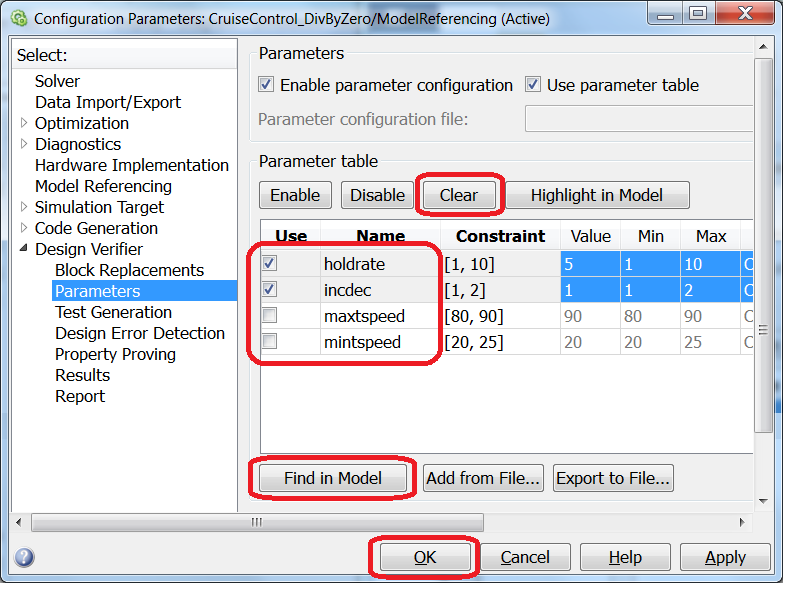 Configuration Parameters: CruiseControl_DivByZero/ModelReferencing (Active)
Select:
Solver
Data Import/Export
Optimization
Diagnostics
Hardware Implementation
Model Referencing
Simulation Target
Code Generation
Design Verifier
Block Replacements
Parameters
Test Generation
Design Error Detection
Property Proving
Results
Report
Parameters
Enable parameter configuration Use parameter table
Parameter configuration file:
Parameter table
Enable Disable Clear Highlight in Model
Use Name Constraint Value Min Max
holdrate [1, 10] 5 1 10 C
incdec [1, 2] 1 1 2 C
maxtspeed [80, 90] 90 80 90 C
mintspeed [20, 25] 20 20 25 C
Find in Model Add from File... Export to File...
OK Cancel Help Apply